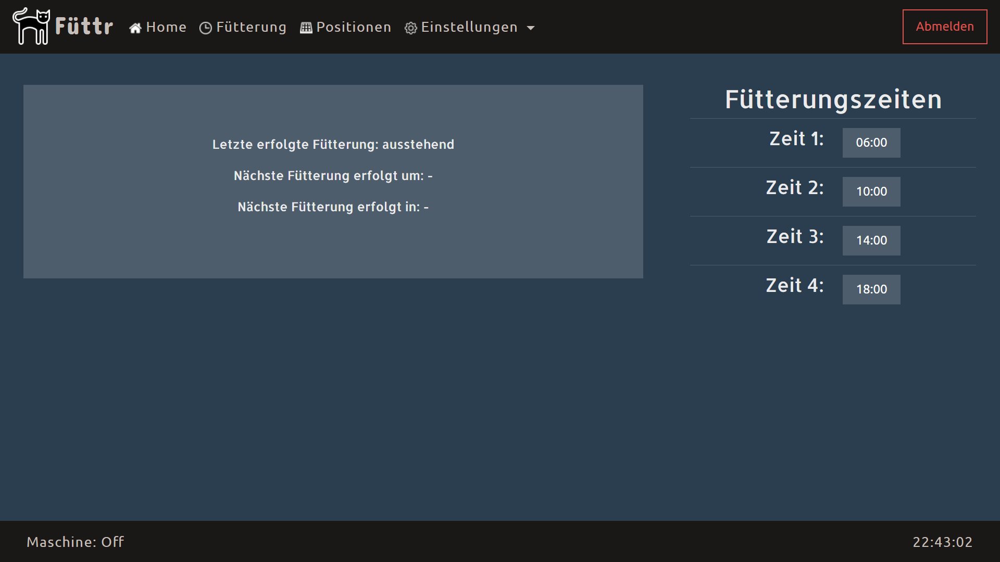 Füttr Home Fütterung Positionen Einstellungen Abmelden
Letzte erfolgte Fütterung: ausstehend
Nächste Fütterung erfolgt um: -
Nächste Fütterung erfolgt in: -
Fütterungszeiten
Zeit 1: 06:00
Zeit 2: 10:00
Zeit 3: 14:00
Zeit 4: 18:00
Maschine: Off 22:43:02